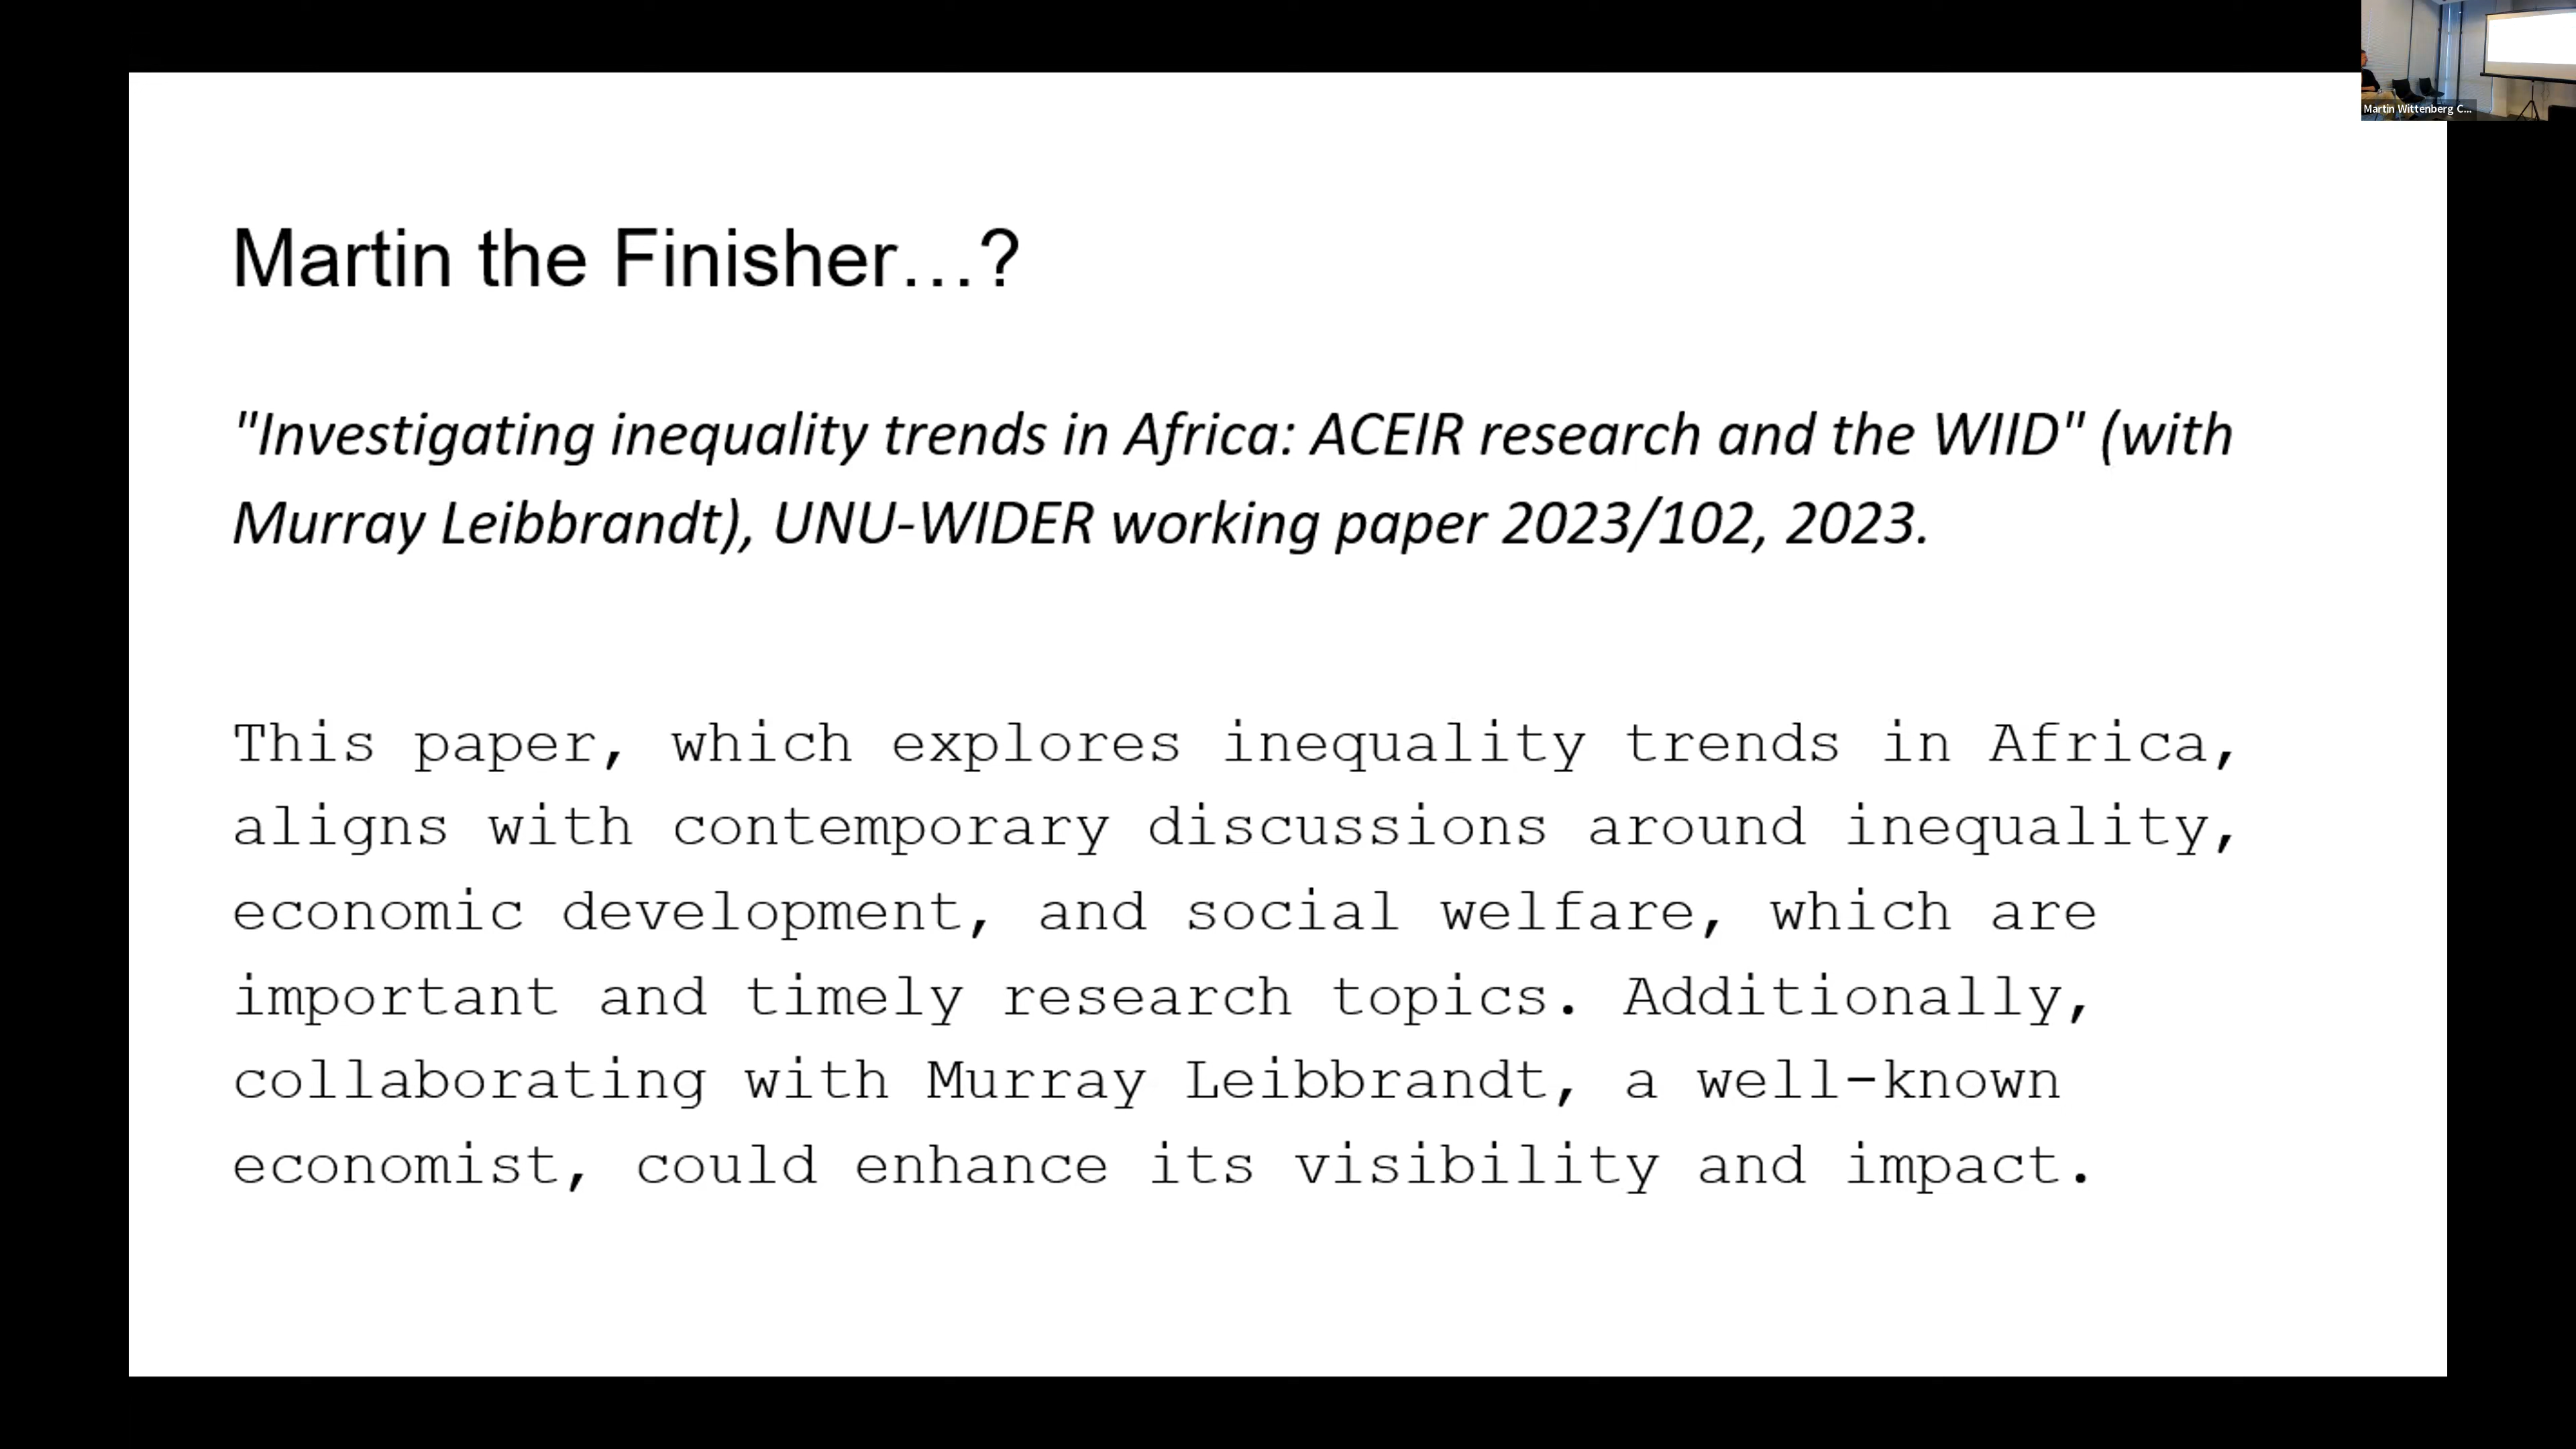 Martin Wittenberg C...
Martin the Finisher...?
"Investigating inequality trends in Africa: ACEIR research and the WIID" (with
Murray Leibbrandt), UNU-WIDER working paper 2023/102, 2023.
This paper, which explores inequality trends in Africa,
aligns with contemporary discussions around inequality,
economic development, and social welfare, which are
important and timely research topics. Additionally,
collaborating with Murray Leibbrandt, a well-known
economist, could enhance its visibility and impact.